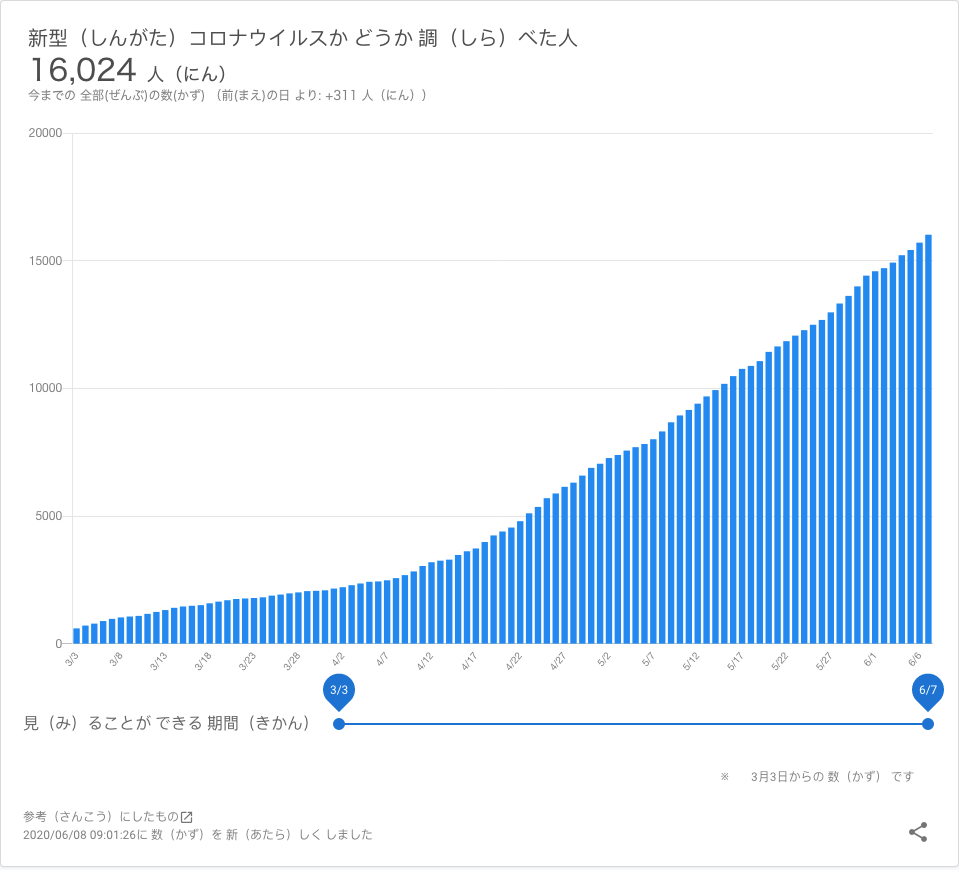 新型（しんがた）コロナウイルスか どうか 調（しら）べた人
16,024 人（にん）
今までの 全部(ぜんぶ)の数(かず) （前(まえ)の日 より: +311 人（にん））
20000
15000
10000
5000
0
3/3 3/8 3/13 3/18 3/23 3/28 4/2 4/7 4/12 4/17 4/22 4/27 5/2 5/7 5/12 5/17 5/22 5/27 6/1 6/6
3/3 6/7
見（み）ることが できる 期間（きかん）
※ 3月3日からの 数（かず） です
参考（さんこう）にしたもの
2020/06/08 09:01:26に 数（かず）を 新（あたら）しく しました